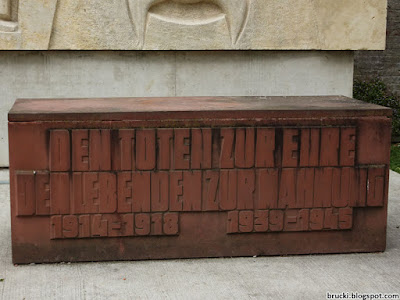 DEN TOTEN ZUR EHRE
DEN LEBENDEN ZUR MAHNUNG
1914-1918 1939-1945
brucki.blogspot.com